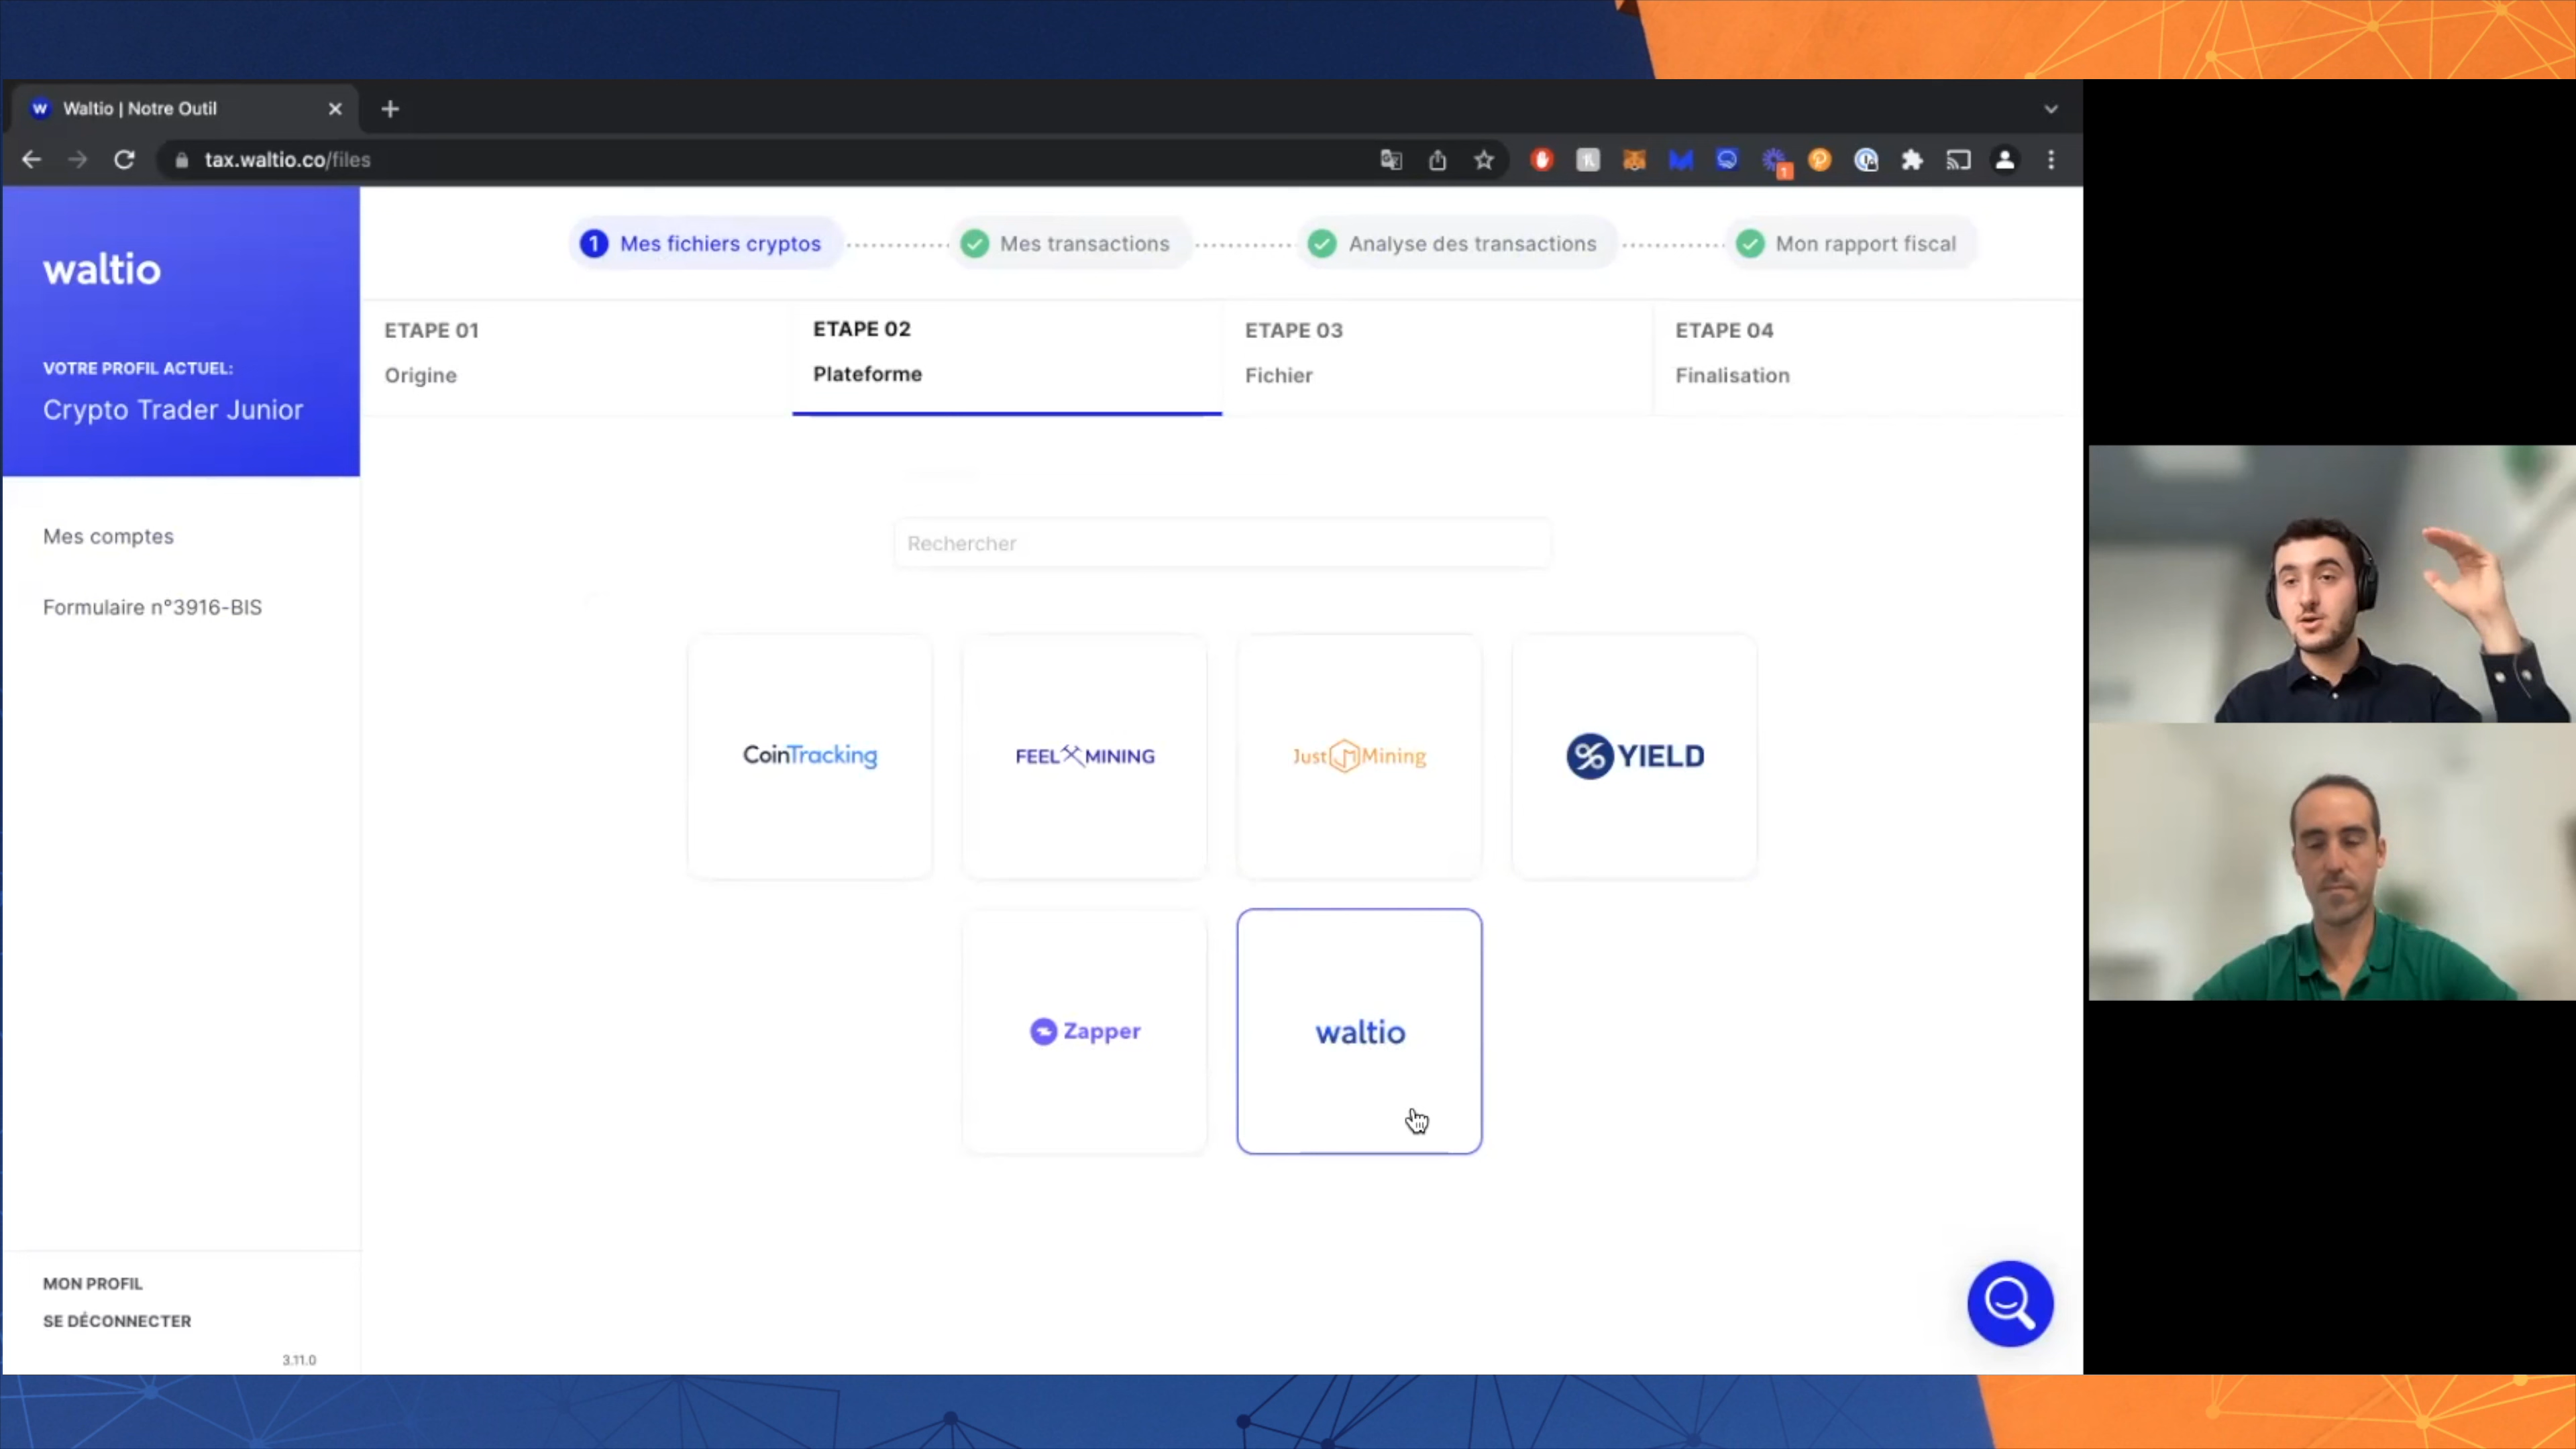 Waltio | Notre Outil
tax.waltio.co/files
1
waltio
VOTRE PROFIL ACTUEL:
Crypto Trader Junior
Mes comptes
Formulaire n°3916-BIS
MON PROFIL
SE DÉCONNECTER
3.11.0
1 Mes fichiers cryptos
Mes transactions
Analyse des transactions
Mon rapport fiscal
ETAPE 01
Origine
ETAPE 02
Plateforme
ETAPE 03
Fichier
ETAPE 04
Finalisation
Rechercher
CoinTracking
FEEL MINING
Just Mining
YIELD
Zapper
waltio